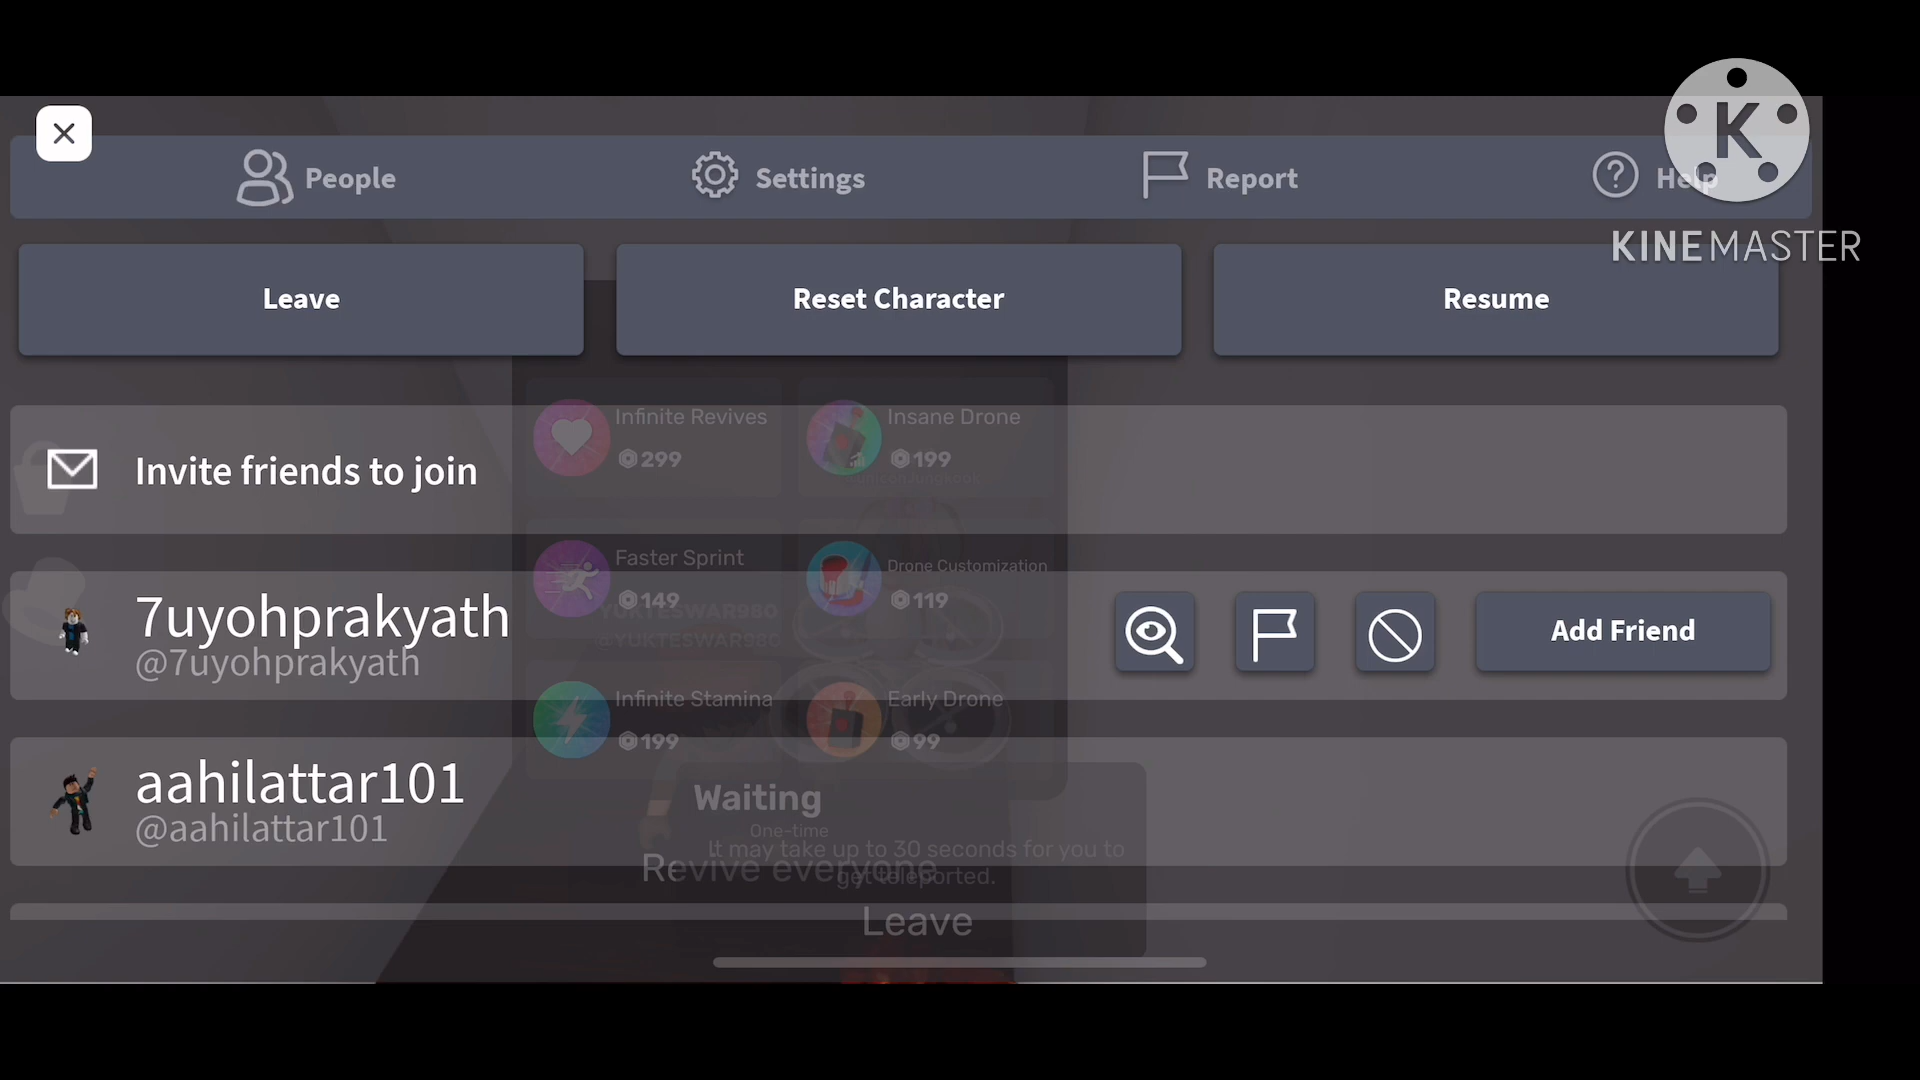 People
Settings
Report
Help
K
KINEMASTER
Leave
Reset Character
Resume
Infinite Revives
299
Insane Drone
199
Invite friends to join
Faster Sprint
149
Drone Customization
119
YUKTESWAR980
@YUKTESWAR980
7uyohprakyath
@7uyohprakyath
Add Friend
Infinite Stamina
199
Early Drone
99
aahilattar101
@aahilattar101
Waiting
One-time
It may take up to 30 seconds for you to
get teleported.
Revive everyone
Leave